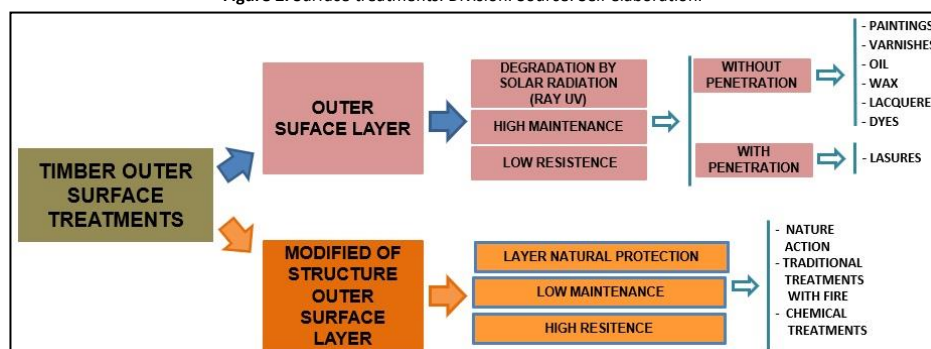 Surface treatments. Division. Source: Self-elaboration.
TIMBER OUTER
SURFACE
TREATMENTS
OUTER
SUFACE LAYER
DEGRADATION BY
SOLAR RADIATION
(RAY UV)
HIGH MAINTENANCE
LOW RESISTENCE
WITHOUT
PENETRATION
- PAINTINGS
- VARNISHES
- OIL
- WAX
- LACQUERE
- DYES
WITH
PENETRATION
- LASURES
MODIFIED OF
STRUCTURE
OUTER
SURFACE
LAYER
LAYER NATURAL PROTECTION
LOW MAINTENANCE
HIGH RESITENCE
- NATURE
ACTION
- TRADITIONAL
TREATMENTS
WITH FIRE
- CHEMICAL
TREATMENTS